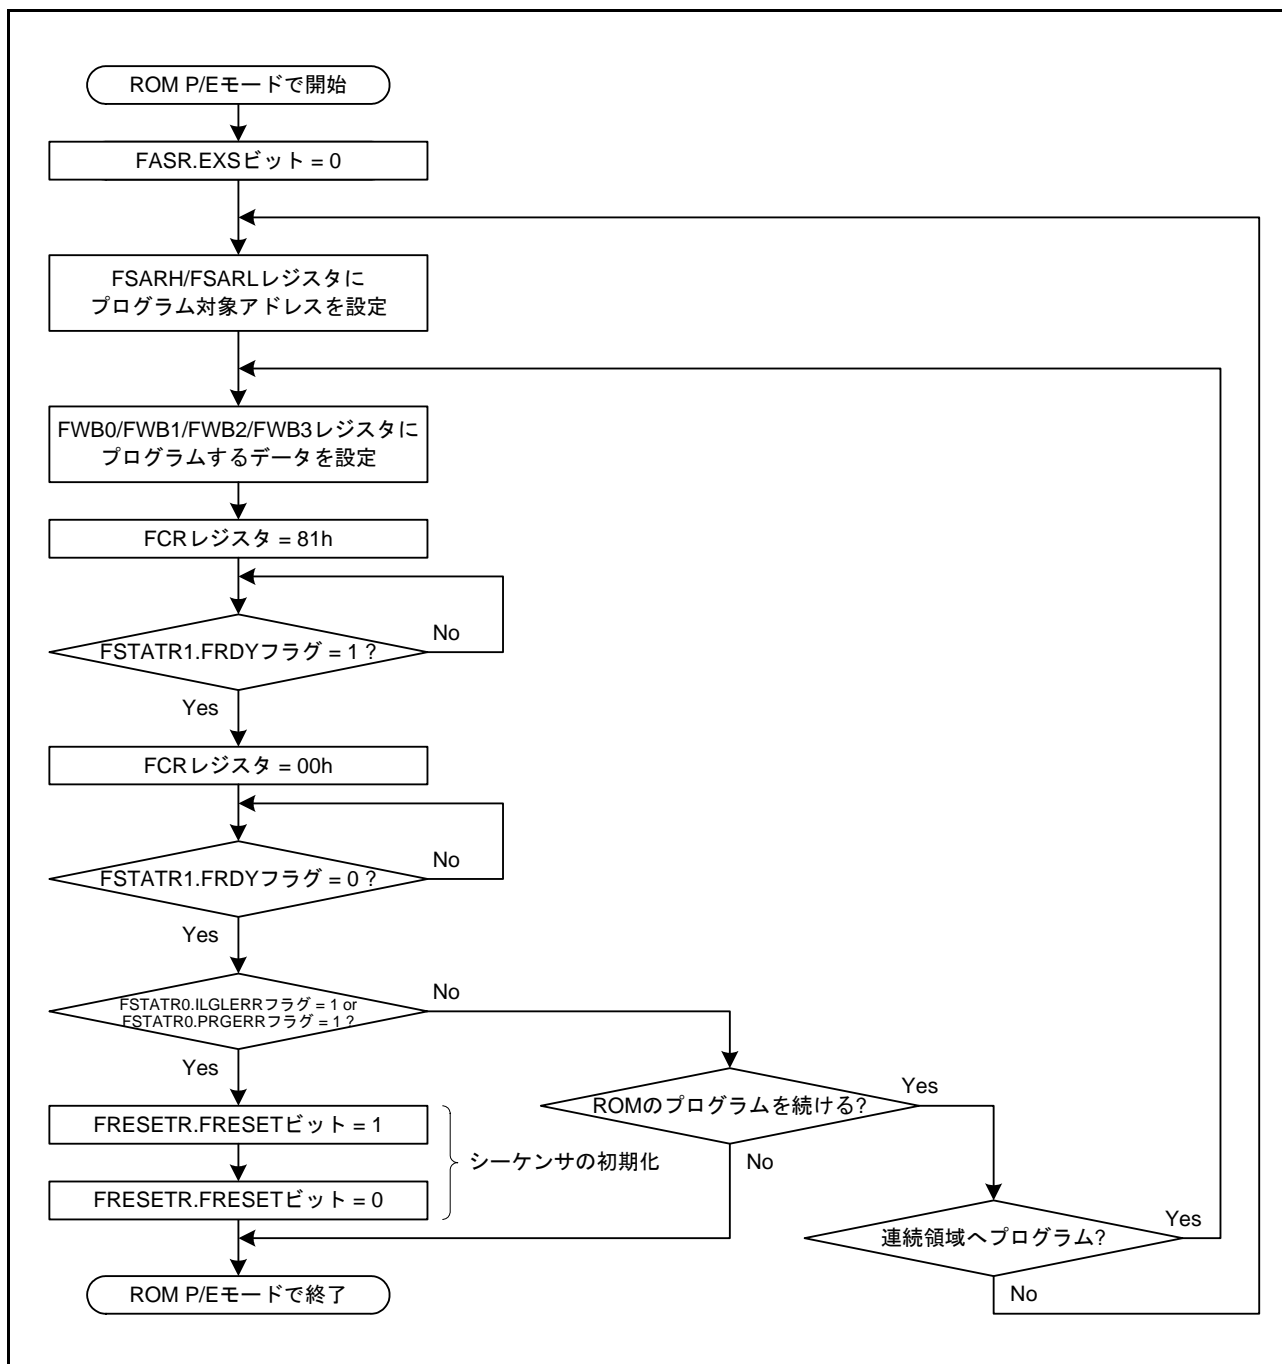 ROM P/Eモードで開始
FASR.EXSビット = 0
FSARH/FSARLレジスタに
プログラム対象アドレスを設定
FWB0/FWB1/FWB2/FWB3レジスタに
プログラムするデータを設定
FCRレジスタ = 81h
No
FSTATR1.FRDYフラグ = 1 ?
Yes
FCRレジスタ = 00h
No
FSTATR1.FRDYフラグ = 0 ?
Yes
No
FSTATR0.ILGLERRフラグ = 1 or
FSTATR0.PRGERRフラグ = 1 ?
Yes
Yes
ROMのプログラムを続ける?
No
FRESETR.FRESETビット = 1
シーケンサの初期化
FRESETR.FRESETビット = 0
Yes
連続領域へプログラム?
No
ROM P/Eモードで終了